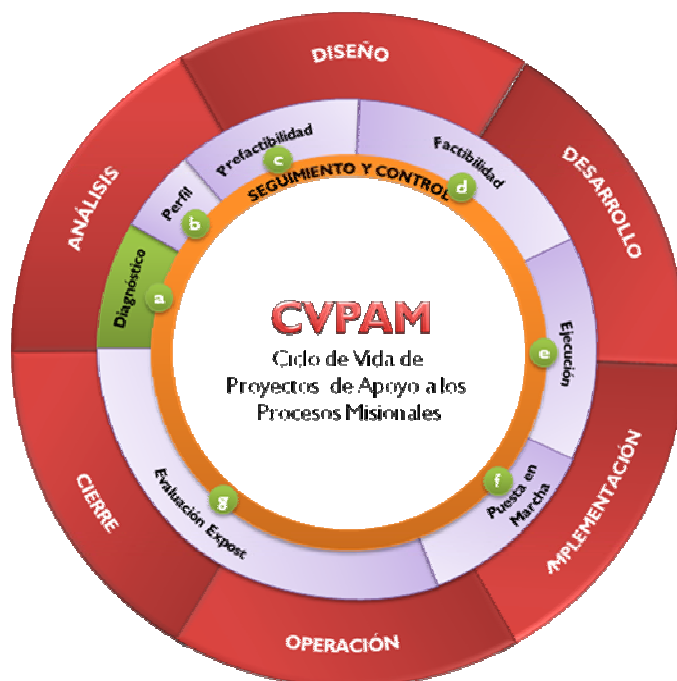 DISEÑO
DESARROLLO
IMPLEMENTACIÓN
OPERACIÓN
CIERRE
ANÁLISIS
Diagnóstico
a
Perfil
b
Prefactibilidad
c
Factibilidad
d
Ejecución
e
Puesta en
Marcha
f
Evaluación Expost
g
SEGUIMIENTO Y CONTROL
CVPAM
Ciclo de Vida de
Proyectos de Apoyo a los
Procesos Misionales